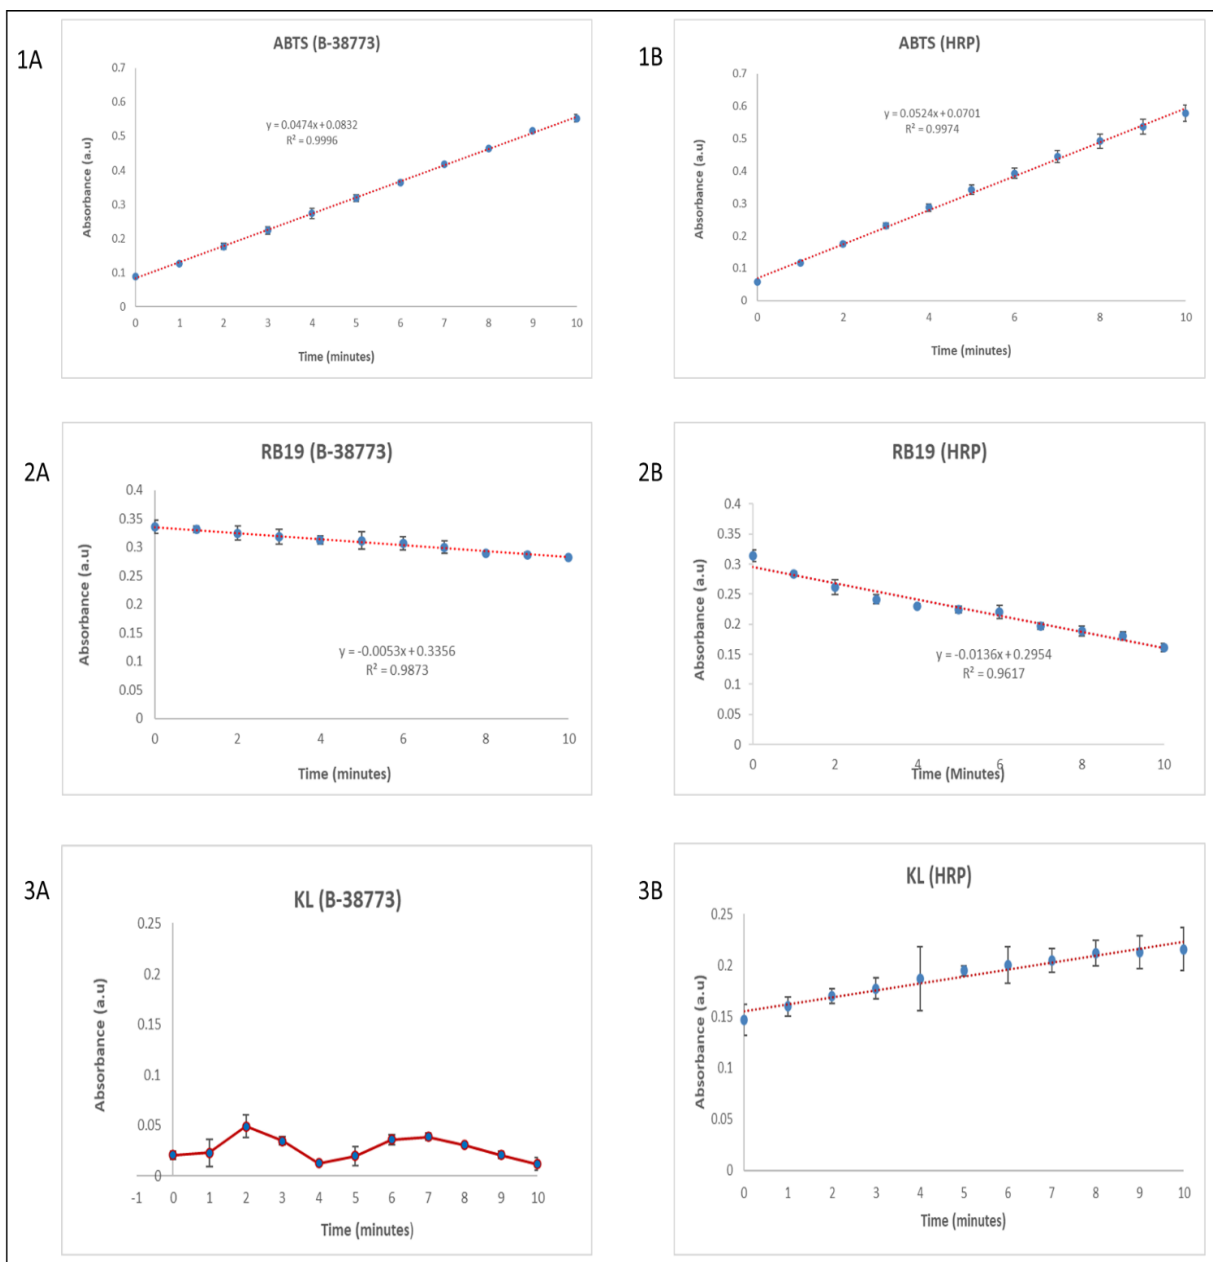 1A
ABTS (B-38773)
0.7
0.6
0.5
0.4
0.3
0.2
0.1
0
y = 0.0474x + 0.0832
R² = 0.9996
Absorbance (a.u)
0 1 2 3 4 5 6 7 8 9 10
Time (minutes)
1B
ABTS (HRP)
0.7
0.6
0.5
0.4
0.3
0.2
0.1
0
y = 0.0524x + 0.0701
R² = 0.9974
Absorbance (a.u)
0 2 4 6 8 10
Time (minutes)
2A
RB19 (B-38773)
0.4
0.35
0.3
0.25
0.2
0.15
0.1
0.05
0
y = -0.0053x + 0.3356
R² = 0.9873
Absorbance (a.u)
0 2 4 6 8 10
Time (minutes)
2B
RB19 (HRP)
0.4
0.35
0.3
0.25
0.2
0.15
0.1
0.05
0
y = -0.0136x + 0.2954
R² = 0.9617
Absorbance (a.u)
0 2 4 6 8 10
Time (Minutes)
3A
KL (B-38773)
0.25
0.2
0.15
0.1
0.05
0
Absorbance (a.u)
-1 0 1 2 3 4 5 6 7 8 9 10
Time (minutes)
3B
KL (HRP)
0.25
0.2
0.15
0.1
0.05
0
Absorbance (a.u)
0 1 2 3 4 5 6 7 8 9 10
Time (minutes)